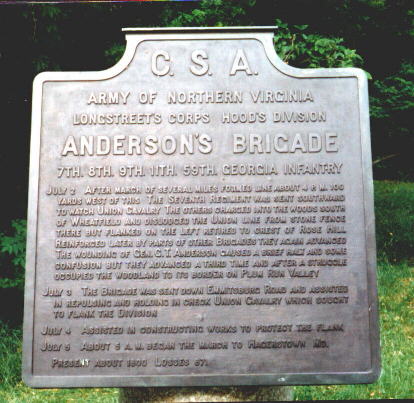 C. S. A.
ARMY OF NORTHERN VIRGINIA
LONGSTREET'S CORPS HOOD'S DIVISION
ANDERSON'S BRIGADE
7TH. 8TH. 9TH. 11TH. 59TH. GEORGIA INFANTRY
JULY 2 AFTER MARCH OF SEVERAL MILES FORMED LINE ABOUT 4 P. M. 100
YARDS WEST OF THIS THE SEVENTH REGIMENT WAS SENT SOUTHWARD
TO WATCH UNION CAVALRY THE OTHERS CHARGED INTO THE WOODS SOUTH
OF WHEATFIELD AND DISLODGED THE UNION LINE FROM STONE FENCE
THERE BUT FLANKED ON THE LEFT RETIRED TO CREST OF ROSE HILL
REINFORCED LATER BY PARTS OF OTHER BRIGADES THEY AGAIN ADVANCED
THE WOUNDING OF GEN. G. T. ANDERSON CAUSED A BRIEF HALT AND SOME
CONFUSION BUT THEY ADVANCED A THIRD TIME AND AFTER A STRUGGLE
OCCUPIED THE WOODLAND TO ITS BORDER ON PLUM RUN VALLEY
JULY 3 THE BRIGADE WAS SENT DOWN EMMITSBURG ROAD AND ASSISTED
IN REPULSING AND HOLDING IN CHECK UNION CAVALRY WHICH SOUGHT
TO FLANK THE DIVISION
JULY 4 ASSISTED IN CONSTRUCTING WORKS TO PROTECT THE FLANK
JULY 5 ABOUT 5 A. M. BEGAN THE MARCH TO HAGERSTOWN MD.
PRESENT ABOUT 1800 LOSSES 671